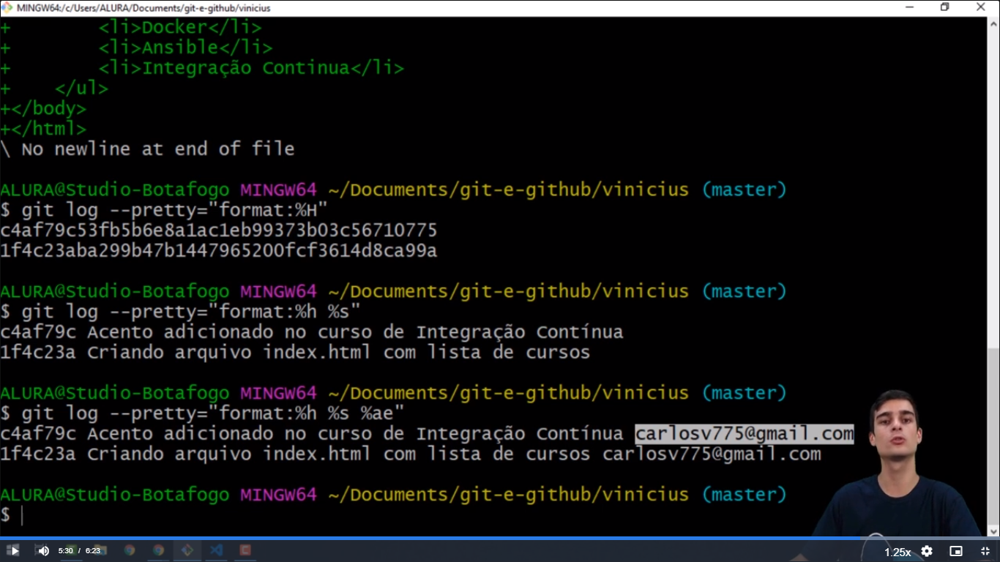 MINGW64:/c/Users/ALURA/Documents/git-e-github/vinicius
+        <li>Docker</li>
+        <li>Ansible</li>
+        <li>Integração Continua</li>
+    </ul>
+</body>
+</html>
\ No newline at end of file
ALURA@Studio-Botafogo MINGW64 ~/Documents/git-e-github/vinicius (master)
$ git log --pretty="format:%H"
c4af79c53fb5b6e8a1ac1eb99373b03c56710775
1f4c23aba299b47b1447965200fcf3614d8ca99a
ALURA@Studio-Botafogo MINGW64 ~/Documents/git-e-github/vinicius (master)
$ git log --pretty="format:%h %s"
c4af79c Acento adicionado no curso de Integração Contínua
1f4c23a Criando arquivo index.html com lista de cursos
ALURA@Studio-Botafogo MINGW64 ~/Documents/git-e-github/vinicius (master)
$ git log --pretty="format:%h %s %ae"
c4af79c Acento adicionado no curso de Integração Contínua carlosv775@gmail.com
1f4c23a Criando arquivo index.html com lista de cursos carlosv775@gmail.com
ALURA@Studio-Botafogo MINGW64 ~/Documents/git-e-github/vinicius (master)
$
5:30 / 6:23
1.25x